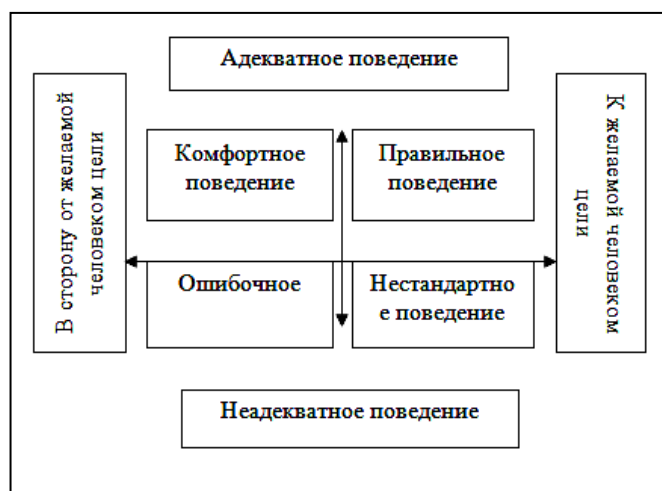 Адекватное поведение
В сторону от желаемой
человеком цели
Комфортное
поведение
Правильное
поведение
К желаемой человеком
цели
Ошибочное
Нестандартно
е поведение
Неадекватное поведение